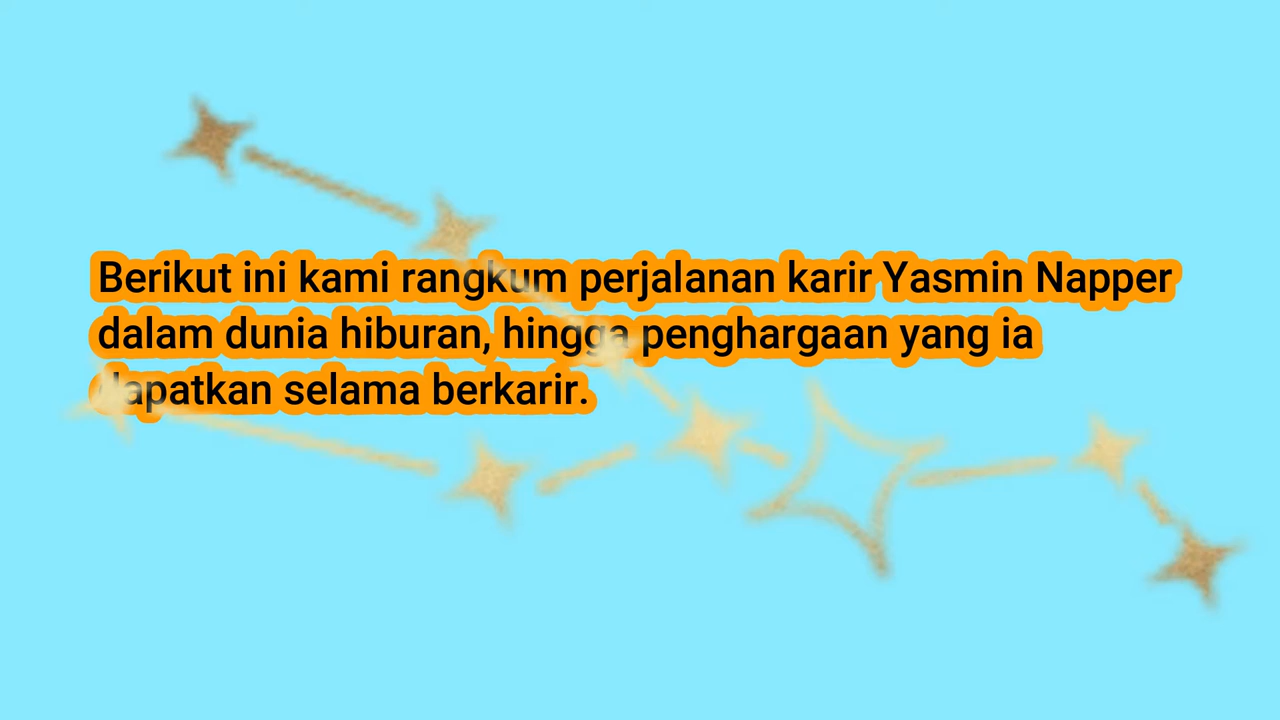 Berikut ini kami rangkum perjalanan karir Yasmin Napper
dalam dunia hiburan, hingga penghargaan yang ia
dapatkan selama berkarir.